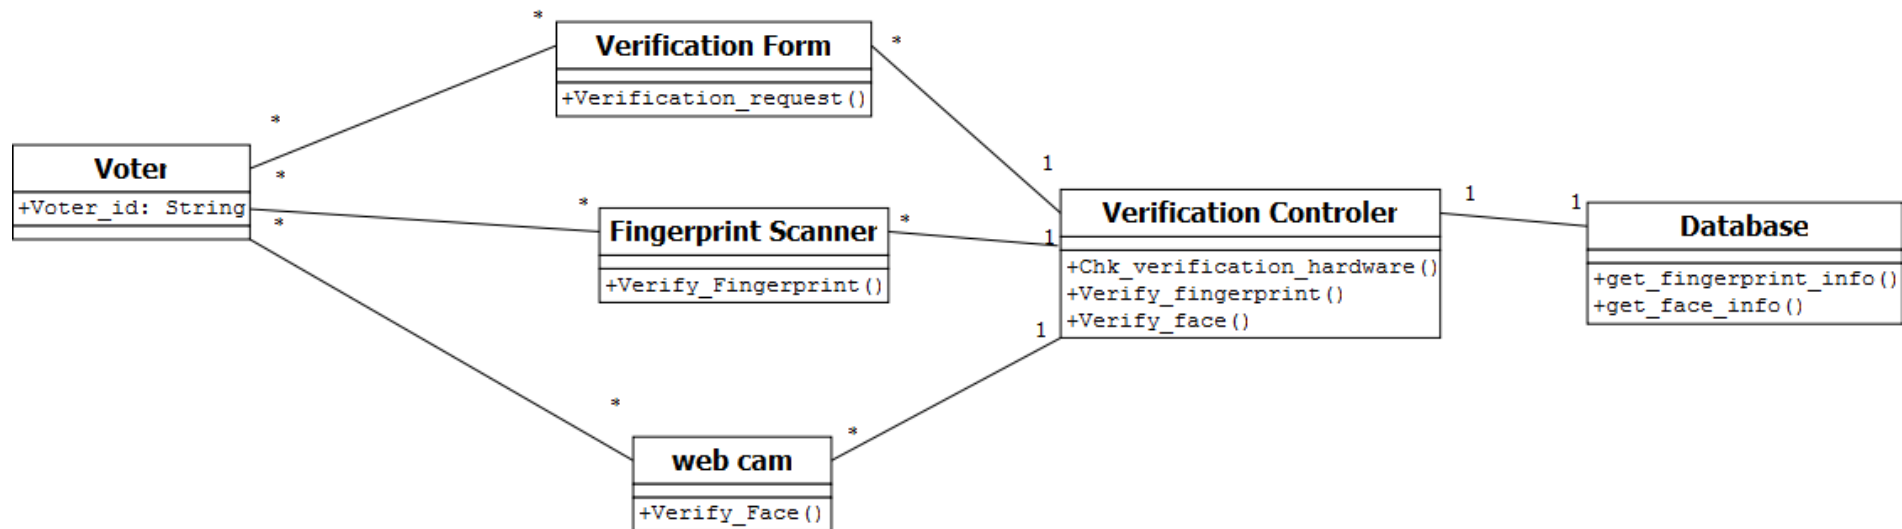 *
Verification Form
*
+Verification_request()
*
Voter
*
+Voter_id: String
*
*
Fingerprint Scanner
*
+Verify_Fingerprint()
1
1
1
Verification Controler
+Chk_verification_hardware()
+Verify_fingerprint()
+Verify_face()
1
1
Database
+get_fingerprint_info()
+get_face_info()
*
*
web cam
+Verify_Face()